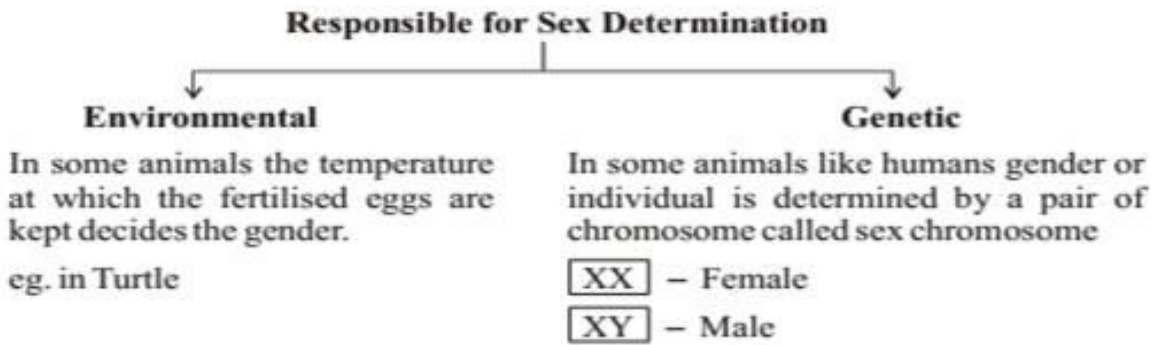 Responsible for Sex Determination
Environmental
In some animals the temperature
at which the fertilised eggs are
kept decides the gender.
eg. in Turtle
Genetic
In some animals like humans gender or
individual is determined by a pair of
chromosome called sex chromosome
XX – Female
XY – Male